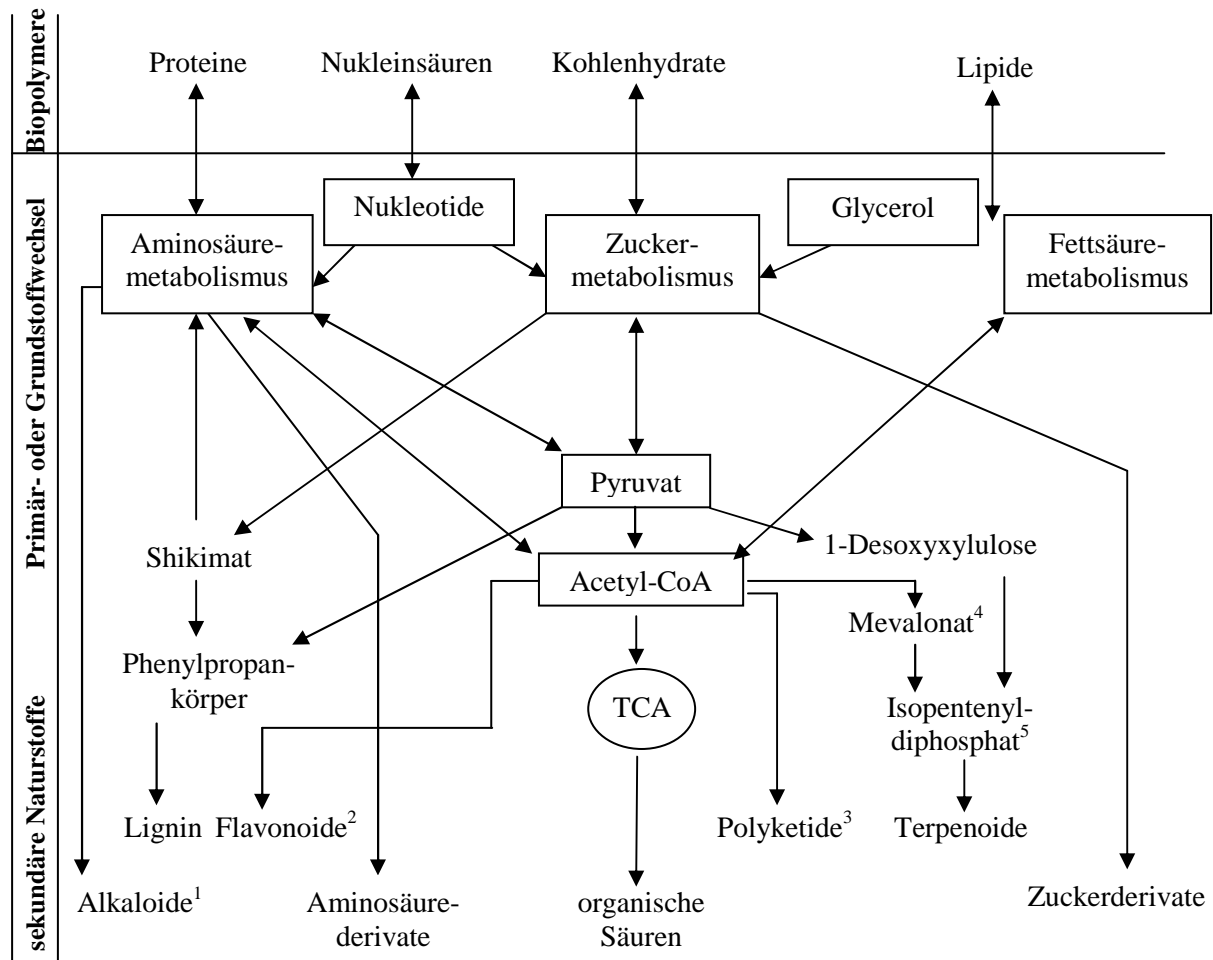 Biopolymere
Proteine
Nukleinsäuren
Kohlenhydrate
Lipide
Primär- oder Grundstoffwechsel
Nukleotide
Glycerol
Aminosäure-
metabolismus
Zucker-
metabolismus
Fettsäure-
metabolismus
Pyruvat
Shikimat
1-Desoxyxylulose
Acetyl-CoA
Mevalonat⁴
Phenylpropan-
körper
TCA
Isopentenyl-
diphosphat⁵
sekundäre Naturstoffe
Lignin
Flavonoide²
Polyketide³
Terpenoide
Alkaloide¹
Aminosäure-
derivate
organische
Säuren
Zuckerderivate